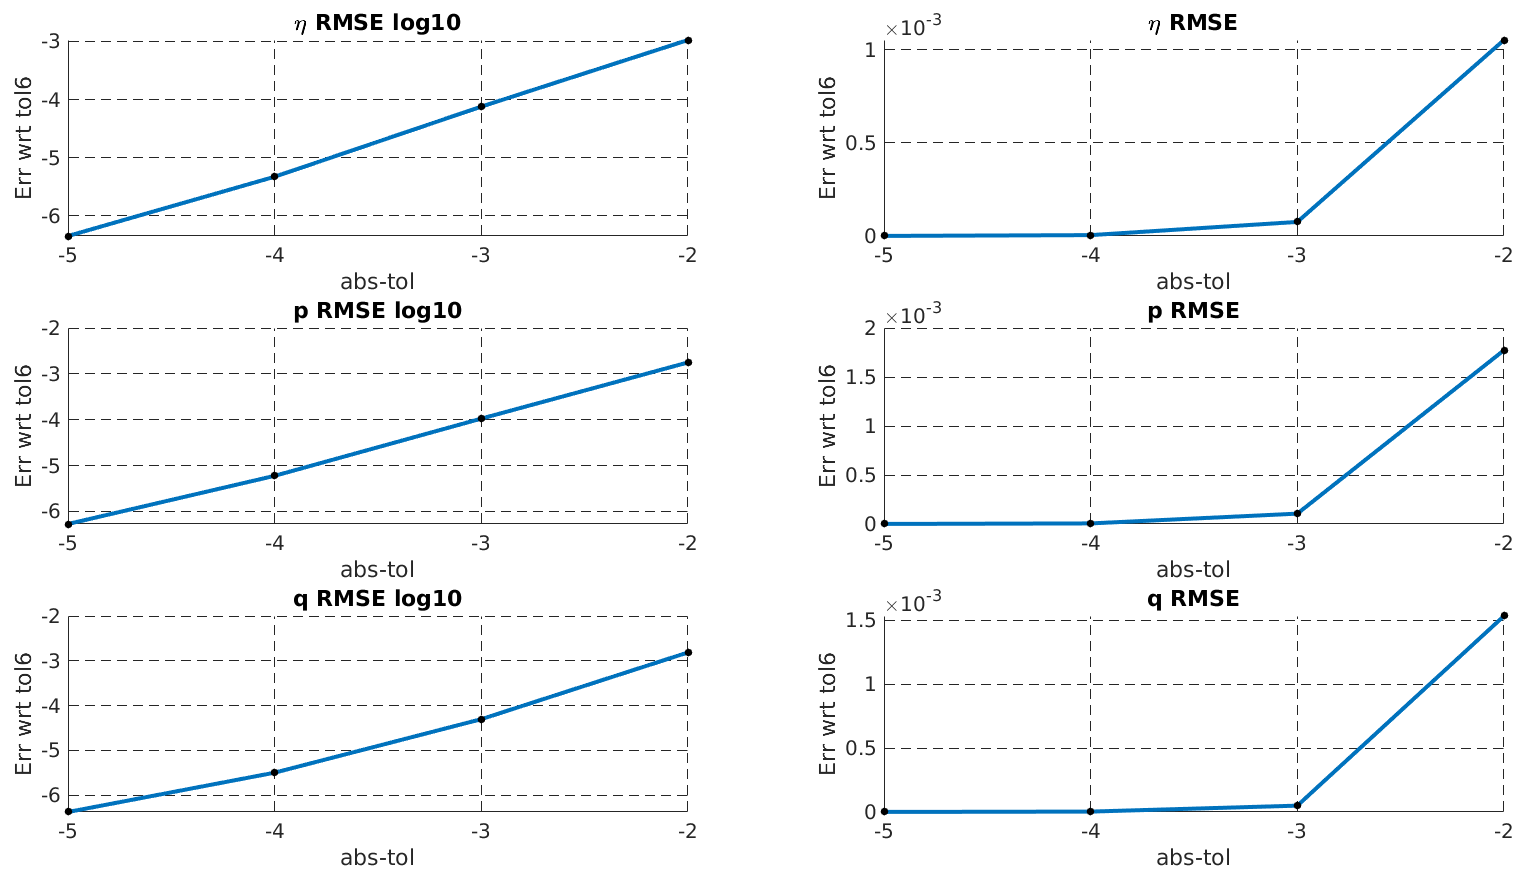 η RMSE log10
-3
-4
-5
-6
Err wrt tol6
-5 -4 -3 -2
abs-tol
η RMSE
×10-3
1
0.5
0
Err wrt tol6
-5 -4 -3 -2
abs-tol
p RMSE log10
-2
-3
-4
-5
-6
Err wrt tol6
-5 -4 -3 -2
abs-tol
p RMSE
×10-3
2
1.5
1
0.5
0
Err wrt tol6
-5 -4 -3 -2
abs-tol
q RMSE log10
-2
-3
-4
-5
-6
Err wrt tol6
-5 -4 -3 -2
abs-tol
q RMSE
×10-3
1.5
1
0.5
0
Err wrt tol6
-5 -4 -3 -2
abs-tol